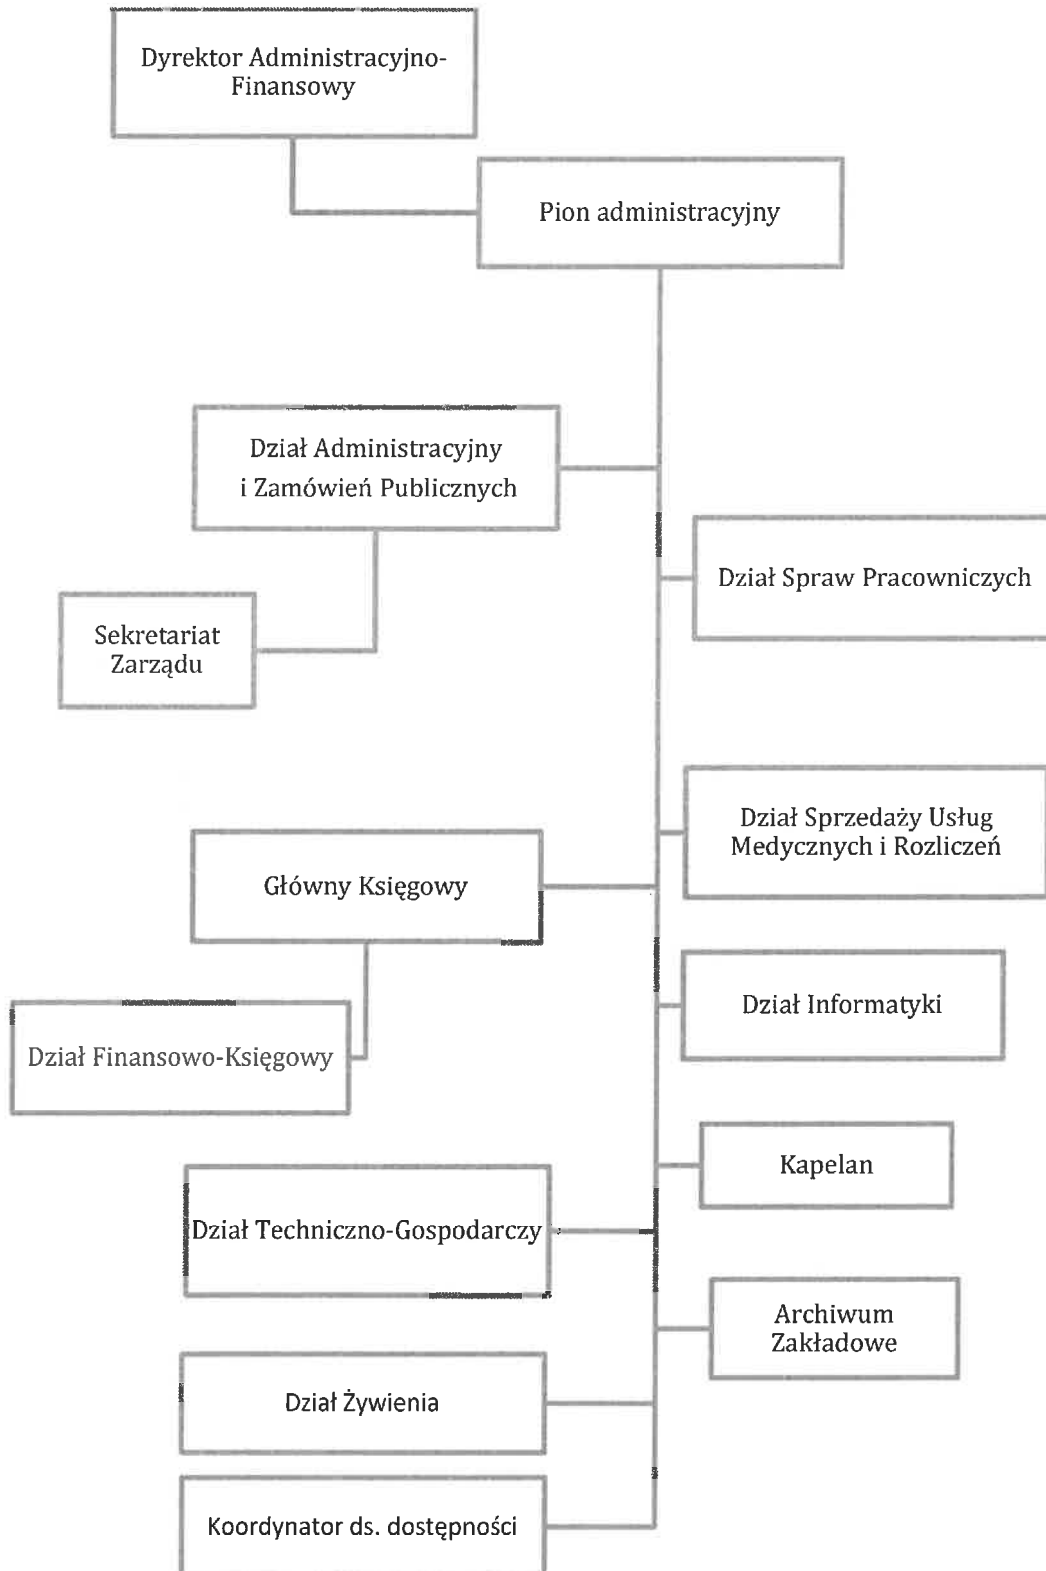 Dyrektor Administracyjno-
Finansowy
Pion administracyjny
Dział Administracyjny
i Zamówień Publicznych
Dział Spraw Pracowniczych
Sekretariat
Zarządu
Dział Sprzedaży Usług
Medycznych i Rozliczeń
Główny Księgowy
Dział Informatyki
Dział Finansowo-Księgowy
Kapelan
Dział Techniczno-Gospodarczy
Archiwum
Zakładowe
Dział Żywienia
Koordynator ds. dostępności